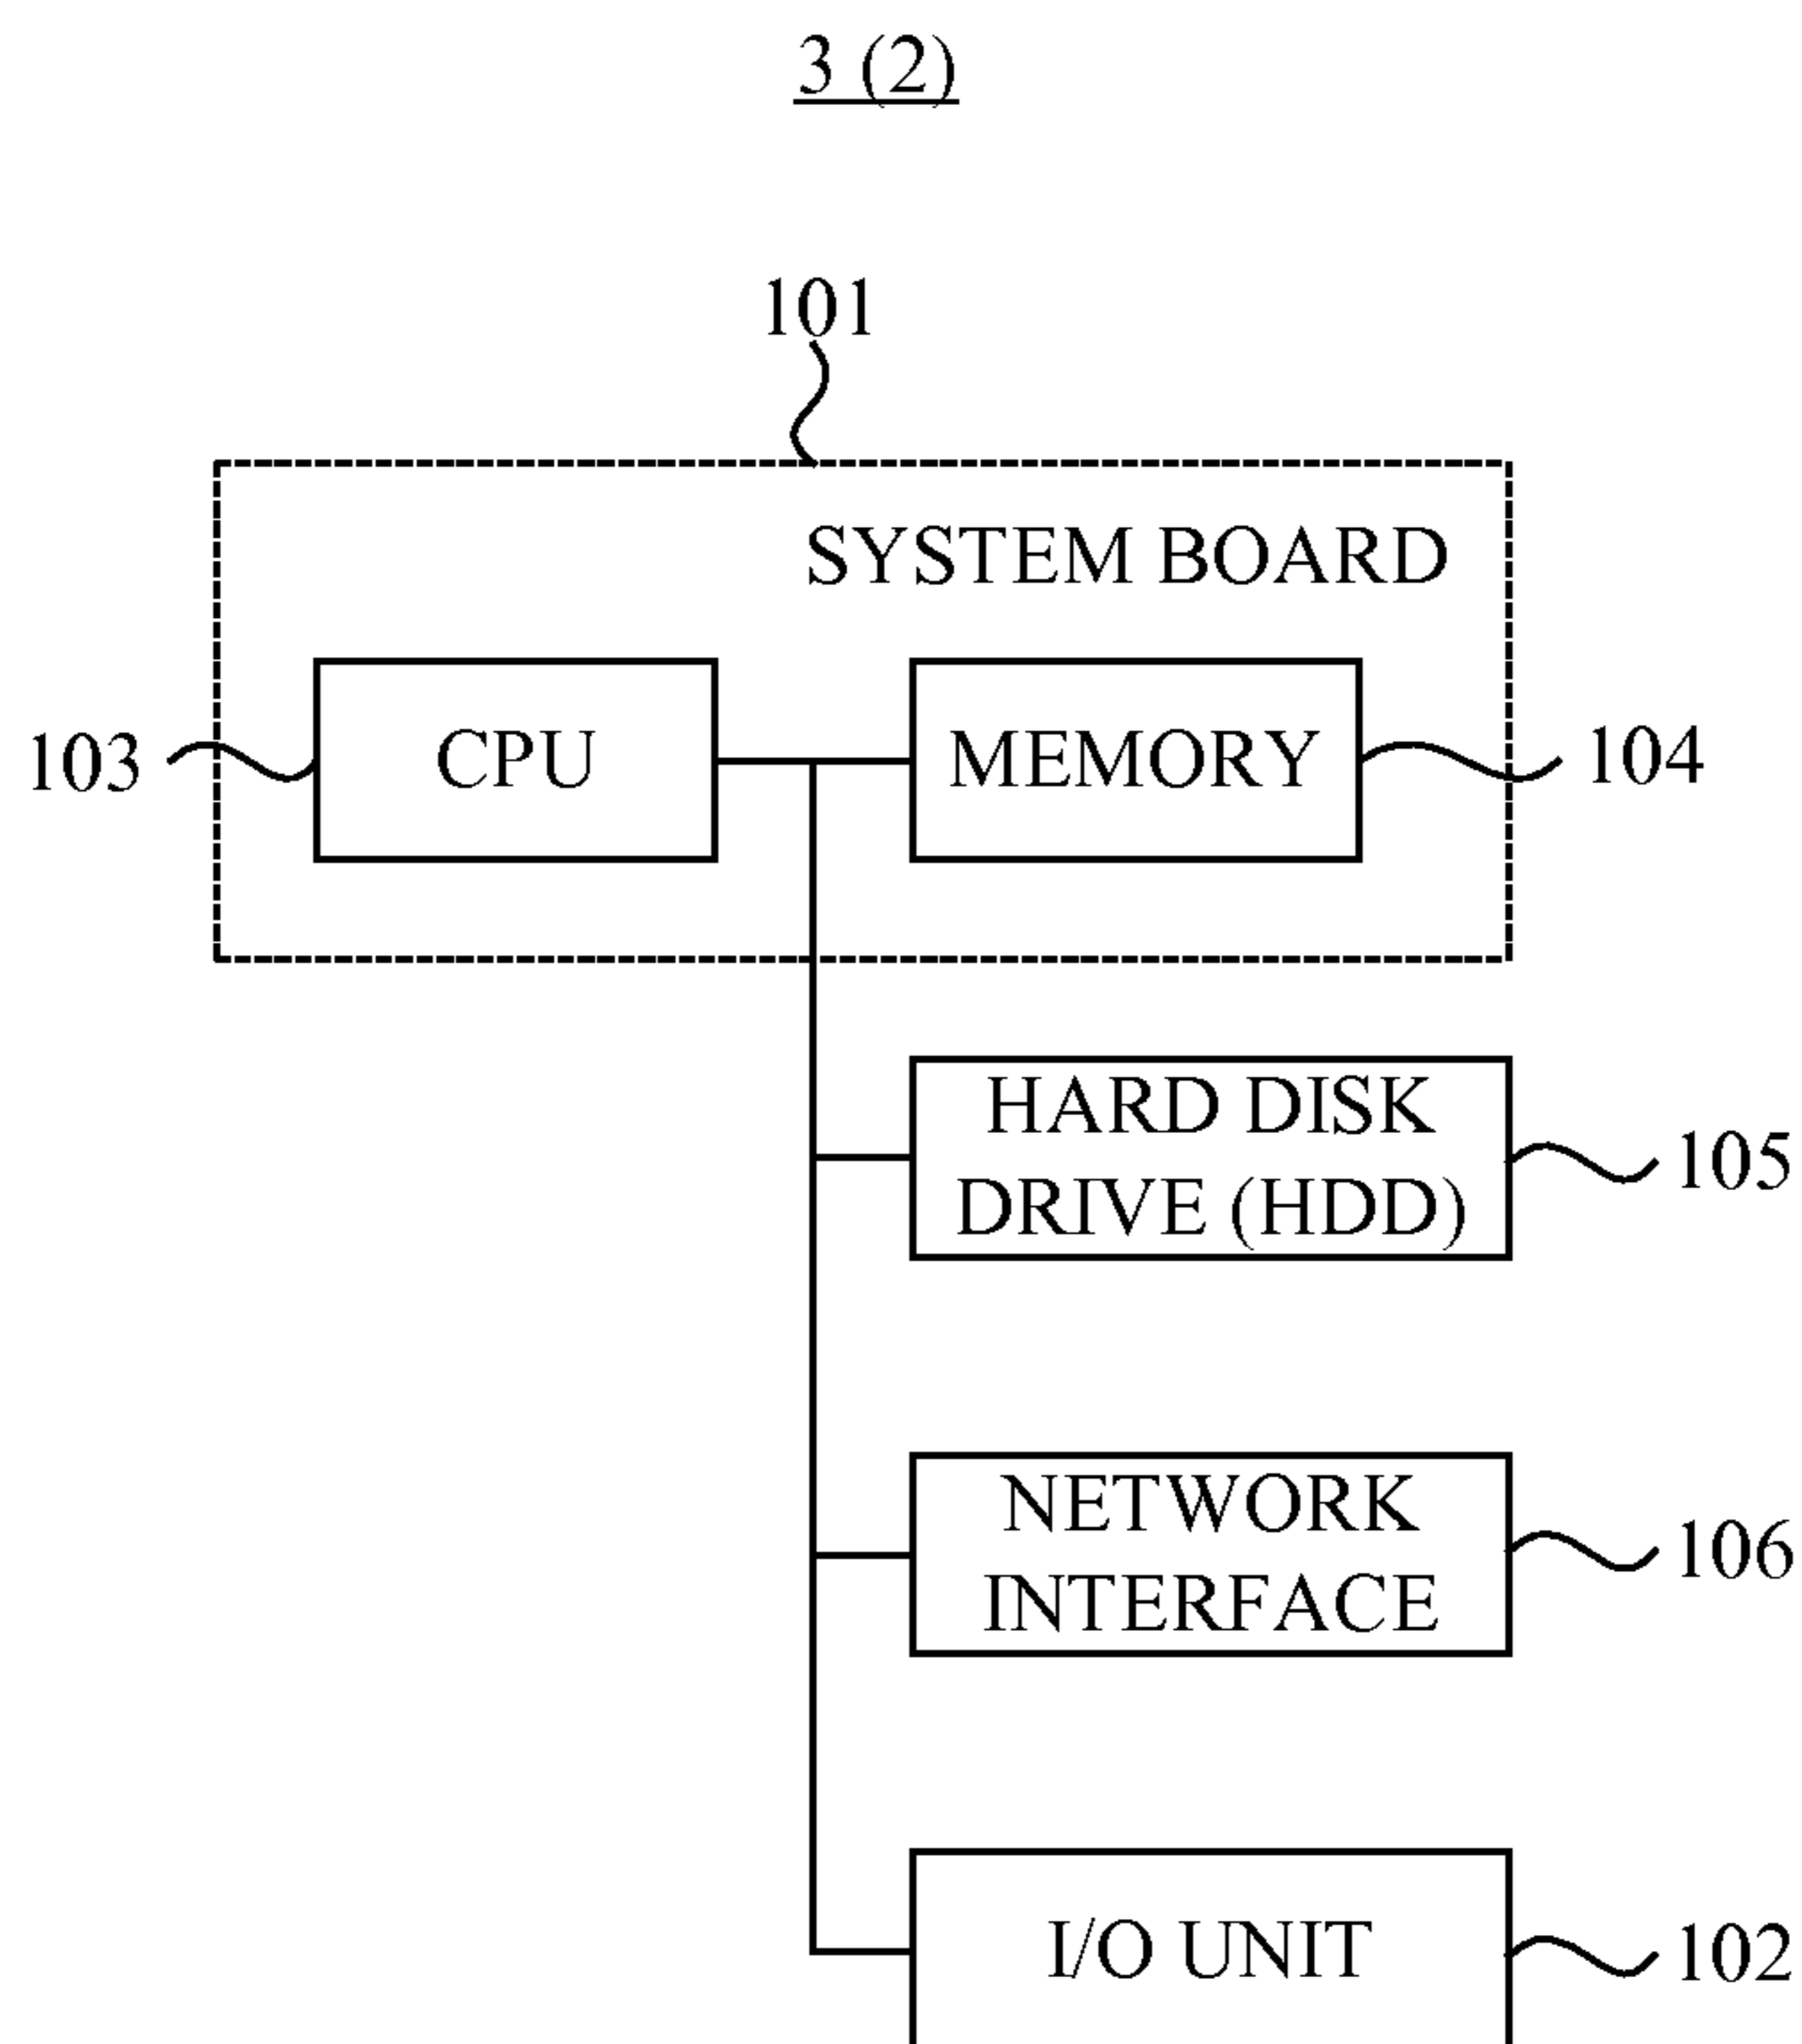 3 (2)
101
SYSTEM BOARD
103
CPU
MEMORY
104
HARD DISK
DRIVE (HDD)
105
NETWORK
INTERFACE
106
I/O UNIT
102